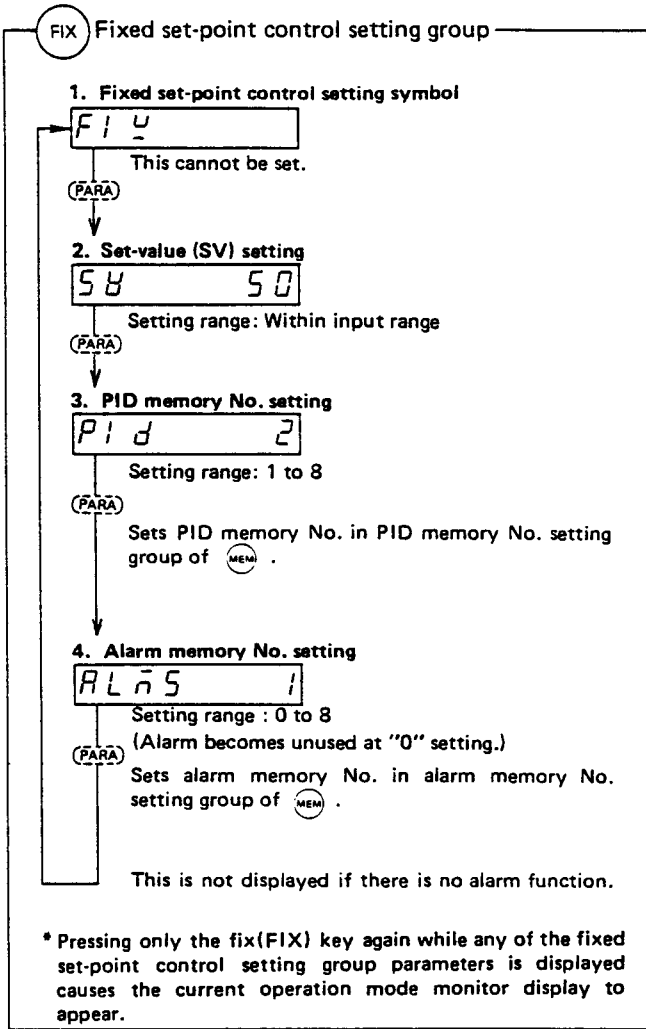 FIX Fixed set-point control setting group
1. Fixed set-point control setting symbol
FI
This cannot be set.
PARA
2. Set-value (SV) setting
SV 50
Setting range: Within input range
PARA
3. PID memory No. setting
PId 2
Setting range: 1 to 8
PARA
Sets PID memory No. in PID memory No. setting
group of MEM .
4. Alarm memory No. setting
ALMS 1
Setting range : 0 to 8
PARA (Alarm becomes unused at "0" setting.)
Sets alarm memory No. in alarm memory No.
setting group of MEM .
This is not displayed if there is no alarm function.
* Pressing only the fix(FIX) key again while any of the fixed
set-point control setting group parameters is displayed
causes the current operation mode monitor display to
appear.